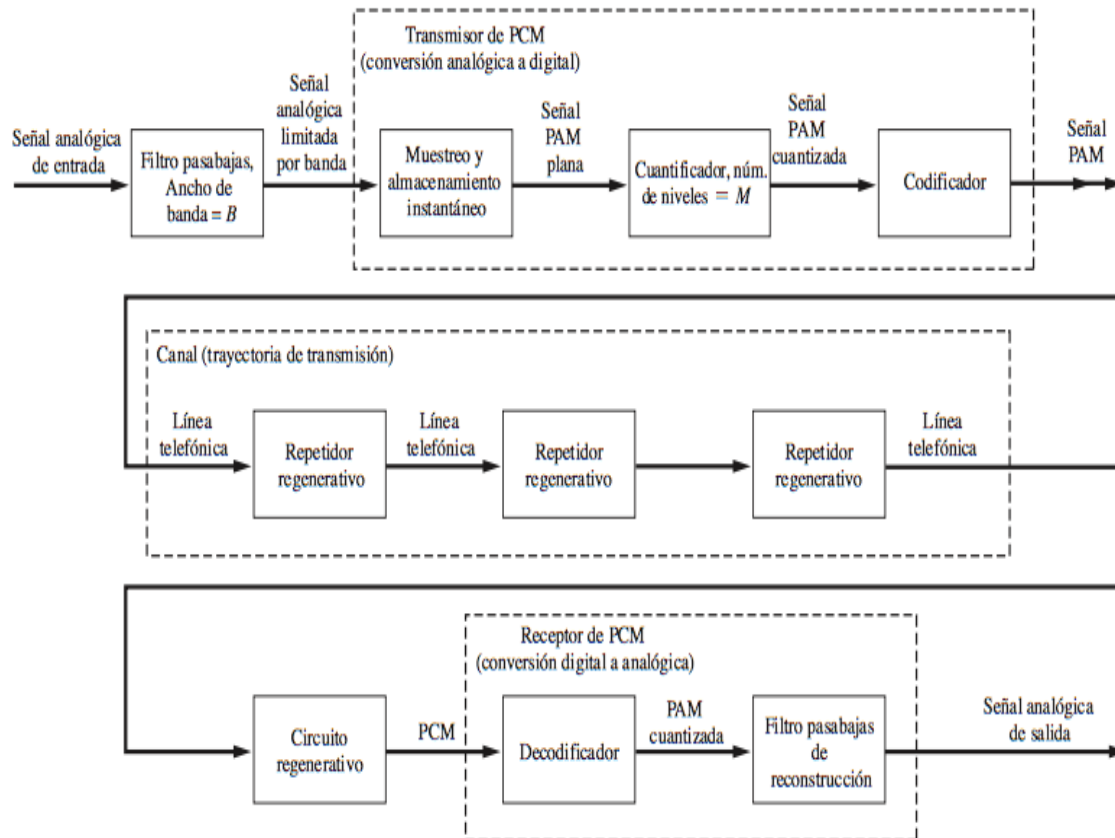 Transmisor de PCM
(conversión analógica a digital)
Señal analógica
de entrada
Filtro pasabajas,
Ancho de
banda = B
Señal
analógica
limitada
por banda
Muestreo y
almacenamiento
instantáneo
Señal
PAM
plana
Cuantificador, núm.
de niveles = M
Señal
PAM
cuantizada
Codificador
Señal
PAM
Canal (trayectoria de transmisión)
Línea
telefónica
Repetidor
regenerativo
Línea
telefónica
Repetidor
regenerativo
Repetidor
regenerativo
Línea
telefónica
Receptor de PCM
(conversión digital a analógica)
Circuito
regenerativo
PCM
Decodificador
PAM
cuantizada
Filtro pasabajas
de
reconstrucción
Señal analógica
de salida